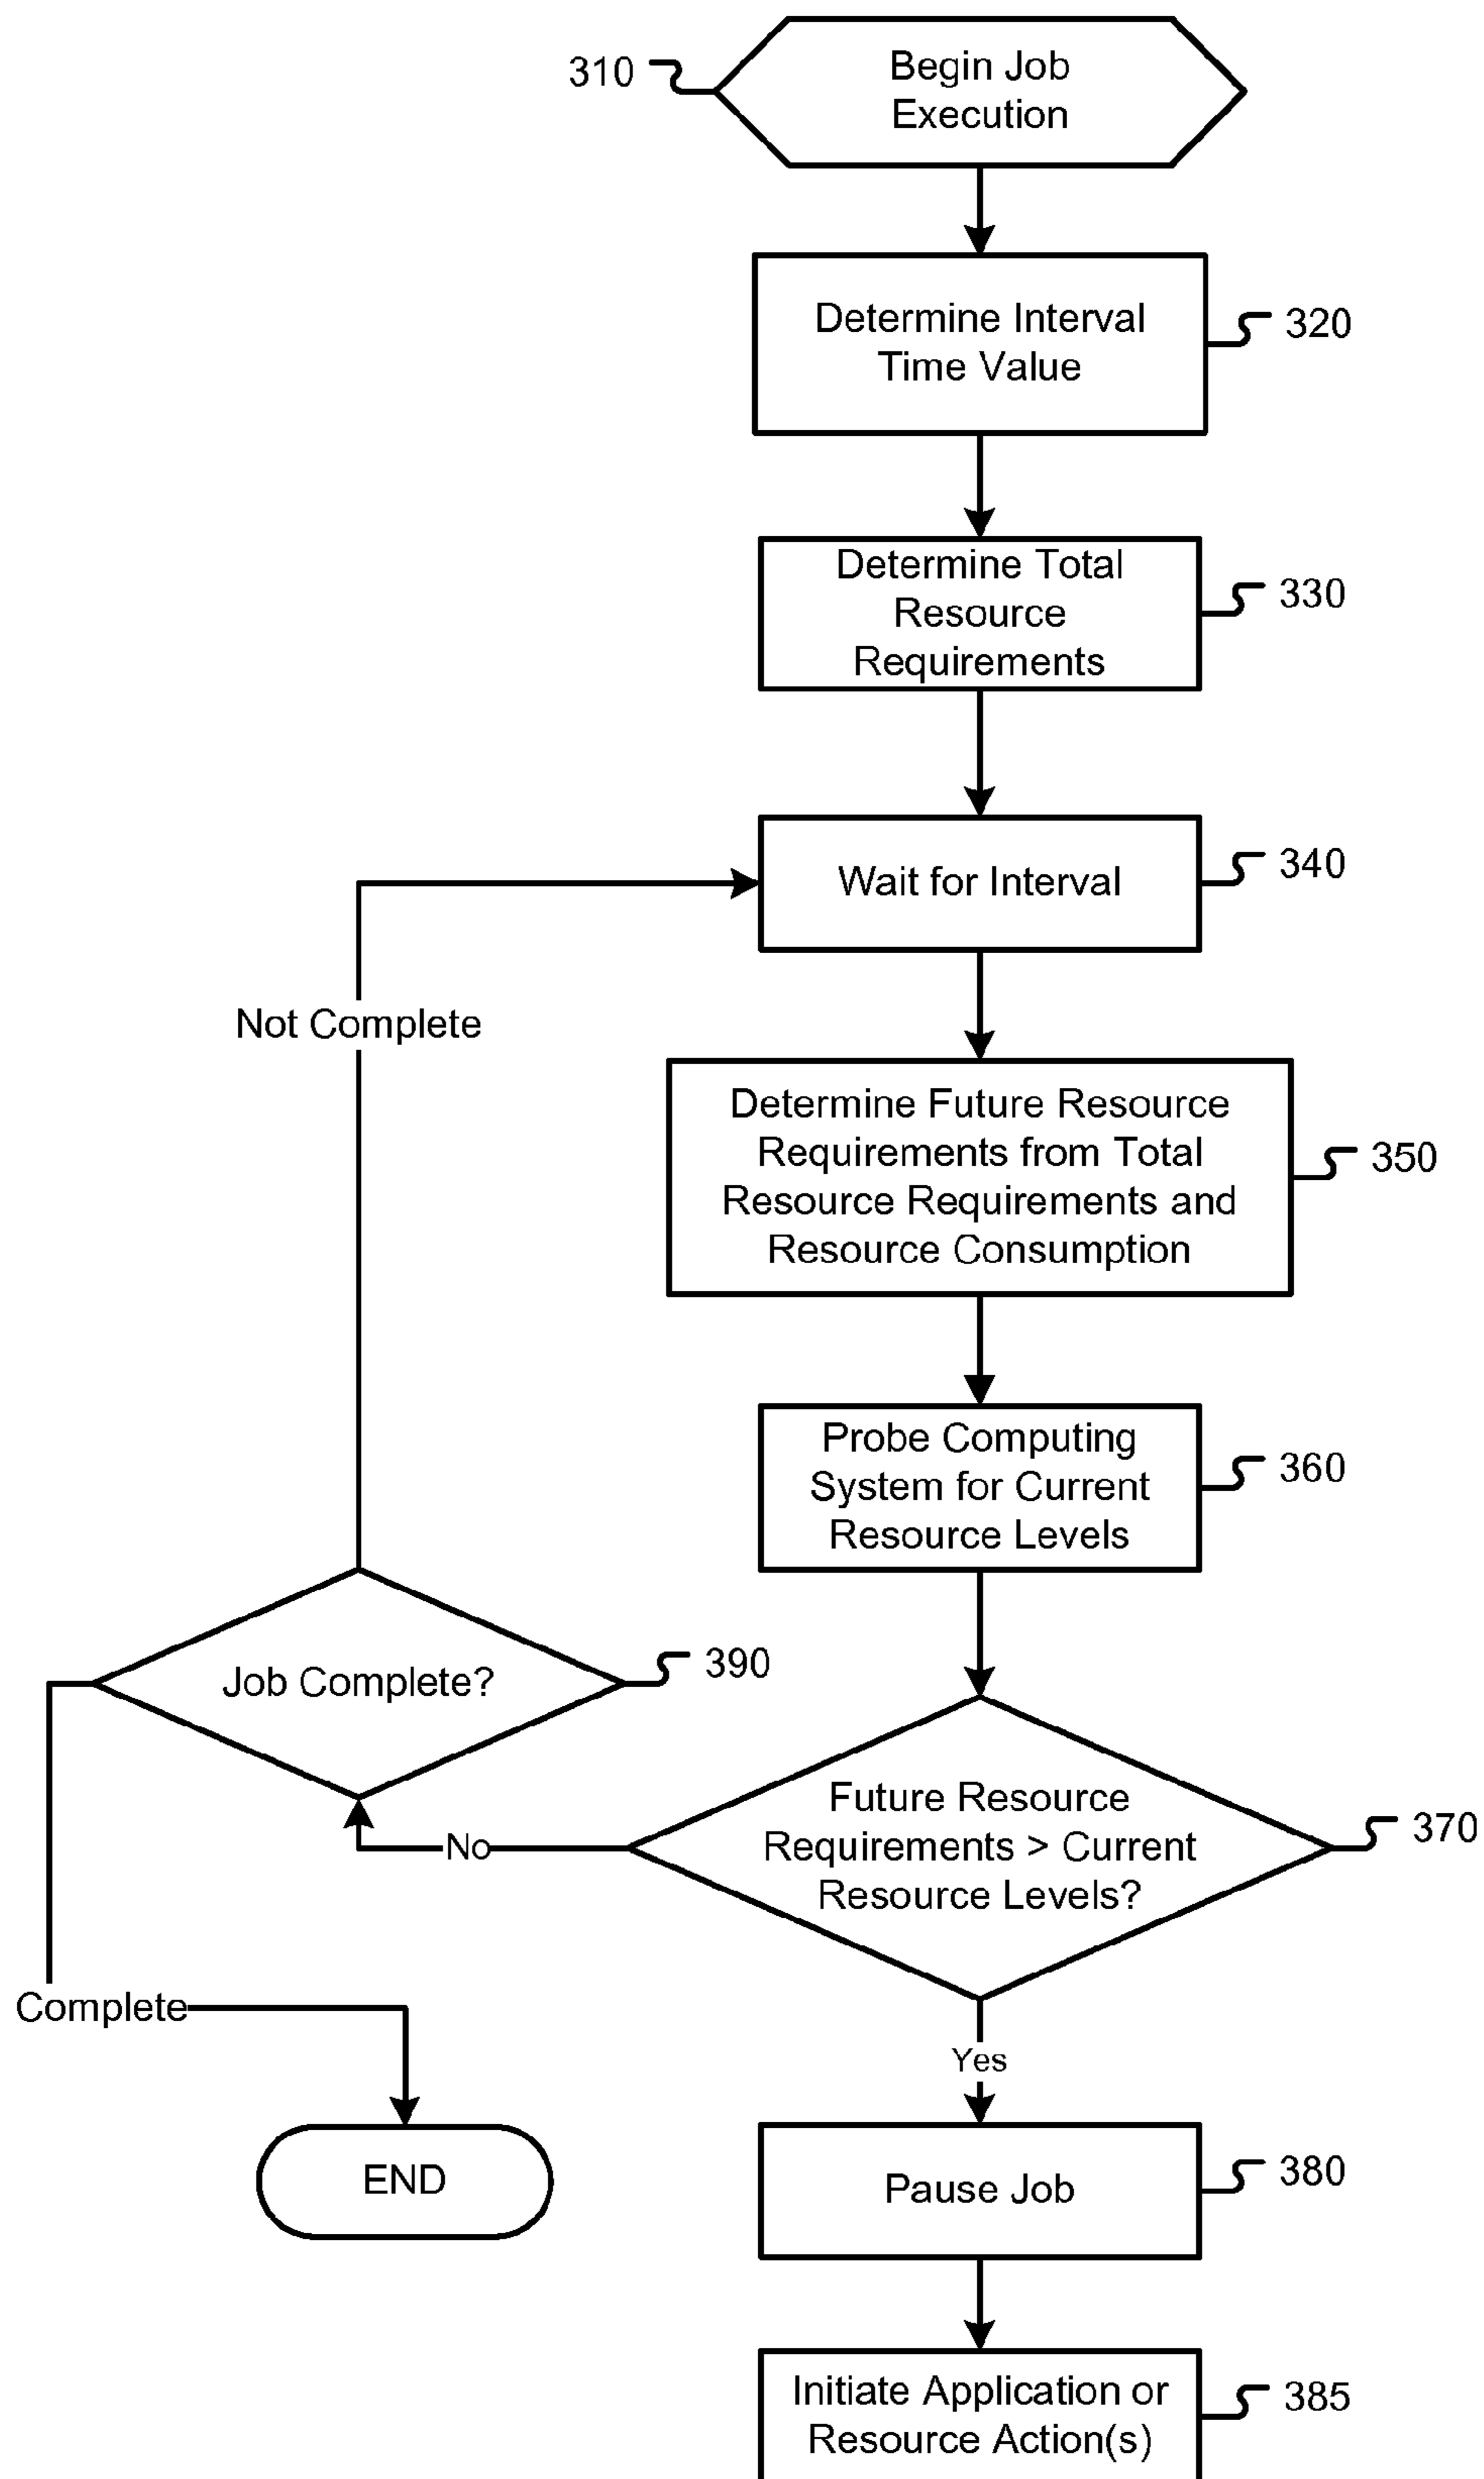 310
Begin Job
Execution
Determine Interval
Time Value
320
Determine Total
Resource
Requirements
330
Wait for Interval
340
Not Complete
Determine Future Resource
Requirements from Total
Resource Requirements and
Resource Consumption
350
Probe Computing
System for Current
Resource Levels
360
Job Complete?
390
Future Resource
Requirements > Current
Resource Levels?
370
No
Complete
Yes
END
Pause Job
380
Initiate Application or
Resource Action(s)
385